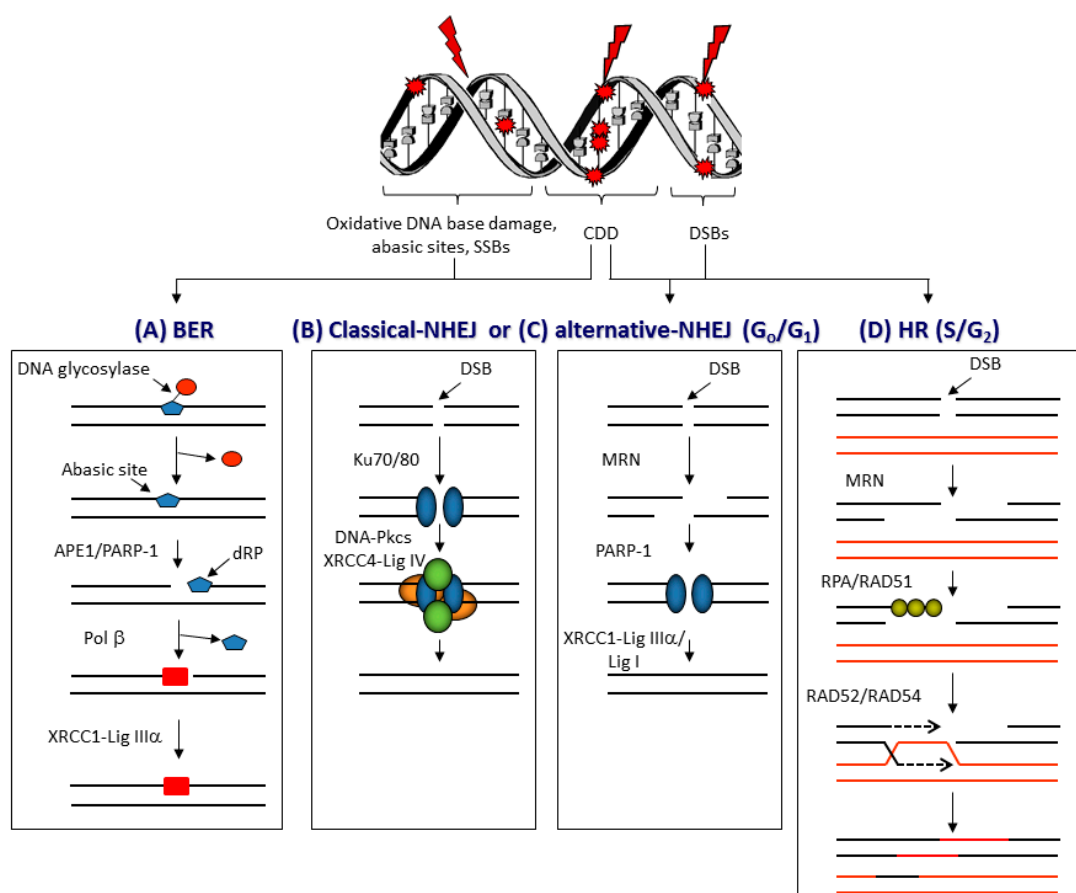 Oxidative DNA base damage,
abasic sites, SSBs
CDD
DSBs
(A) BER
(B) Classical-NHEJ or (C) alternative-NHEJ (G₀/G₁)
(D) HR (S/G₂)
DNA glycosylase
Abasic site
APE1/PARP-1
dRP
Pol β
XRCC1-Lig IIIα
DSB
Ku70/80
DNA-Pkcs
XRCC4-Lig IV
DSB
MRN
PARP-1
XRCC1-Lig IIIα/
Lig I
DSB
MRN
RPA/RAD51
RAD52/RAD54